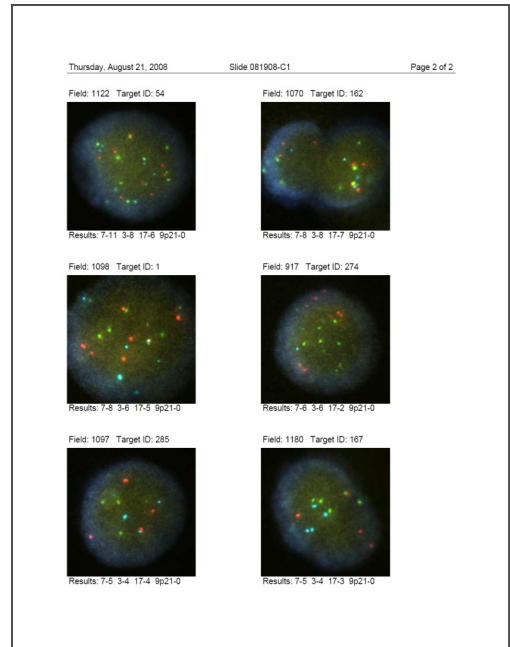 Thursday, August 21, 2008 Slide 081908-C1 Page 2 of 2
Field: 1122 Target ID: 54 Field: 1070 Target ID: 162
Results: 7-11 3-8 17-6 9p21-0 Results: 7-8 3-8 17-7 9p21-0
Field: 1098 Target ID: 1 Field: 917 Target ID: 274
Results: 7-8 3-6 17-5 9p21-0 Results: 7-6 3-6 17-2 9p21-0
Field: 1097 Target ID: 285 Field: 1180 Target ID: 167
Results: 7-5 3-4 17-4 9p21-0 Results: 7-5 3-4 17-3 9p21-0